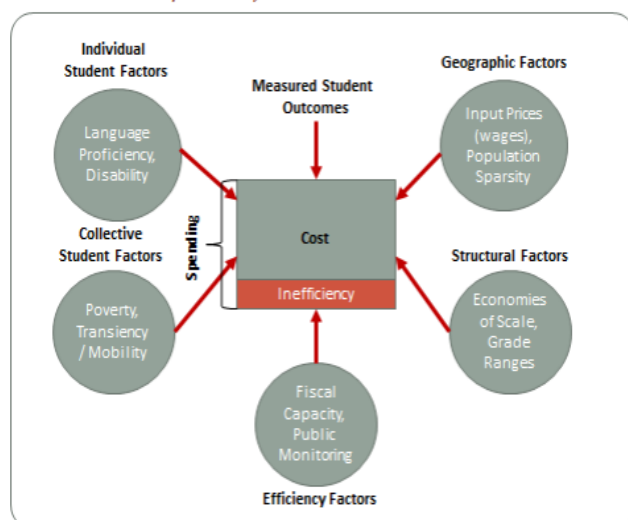 Individual
Student Factors
Language
Proficiency,
Disability
Measured Student
Outcomes
Geographic Factors
Input Prices
(wages),
Population
Sparsity
Spending
Cost
Inefficiency
Collective
Student Factors
Poverty,
Transiency
/ Mobility
Structural Factors
Economies
of Scale,
Grade
Ranges
Fiscal
Capacity,
Public
Monitoring
Efficiency Factors